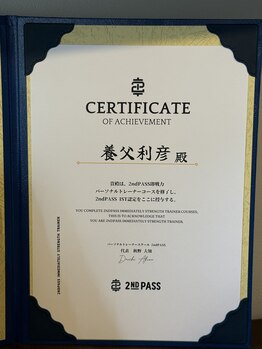 CERTIFICATE
OF ACHIEVEMENT
養父利彦 殿
貴殿は、2ndPASS即戦力
パーソナルトレーナーコースを修了し、
2ndPASS IST認定をここに授与する。
YOU COMPLETE 2NDPASS IMMEDIATELY STRENGTH TRAINER COURSES,
THIS IS TO ACKNOWLEDGE THAT
YOU ARE 2NDPASS IMMEDIATELY STRENGTH TRAINER.
パーソナルトレーナースクール 2ndPASS
代表
2ND PASS
2NDPASS IMMEDIATELY STRENGTH TRAINER